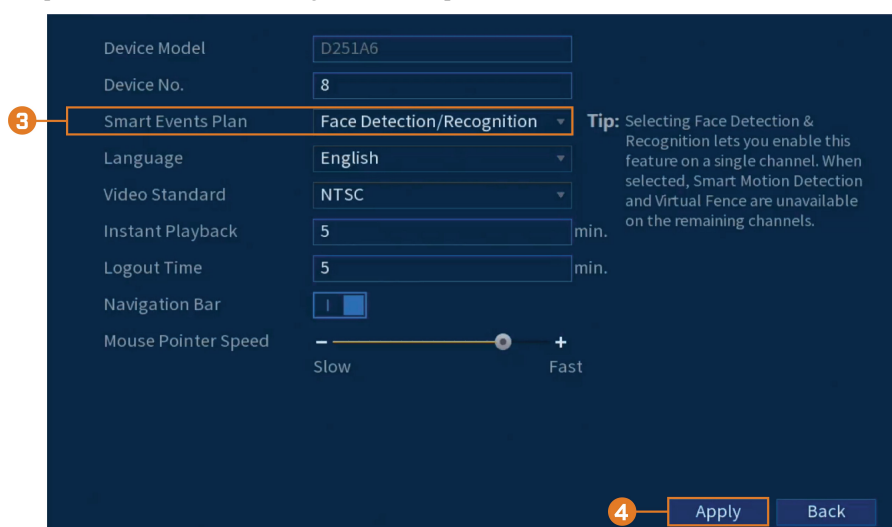 Device Model D251A6
Device No. 8
3 Smart Events Plan Face Detection/Recognition
Tip: Selecting Face Detection &
Recognition lets you enable this
feature on a single channel. When
selected, Smart Motion Detection
and Virtual Fence are unavailable
on the remaining channels.
Language English
Video Standard NTSC
Instant Playback 5 min.
Logout Time 5 min.
Navigation Bar
Mouse Pointer Speed - +
Slow Fast
4 Apply Back